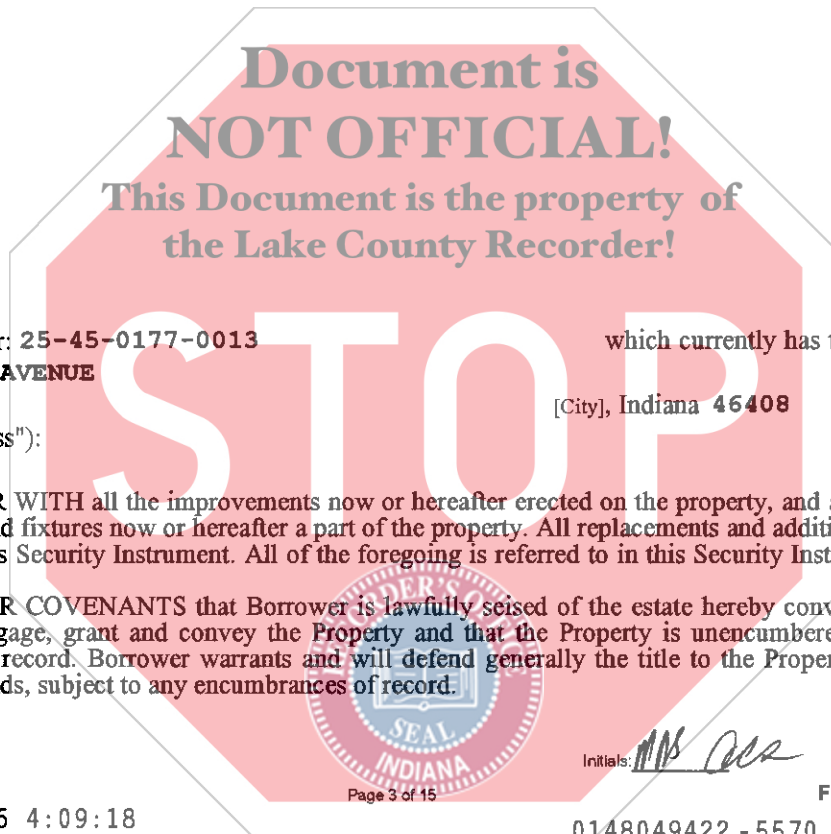 Document is
NOT OFFICIAL!
This Document is the property of
the Lake County Recorder!
STOP
r: 25-45-0177-0013 which currently has t
AVENUE
[City], Indiana 46408
ss"):
R WITH all the improvements now or hereafter erected on the property, and a
d fixtures now or hereafter a part of the property. All replacements and additi
s Security Instrument. All of the foregoing is referred to in this Security Inst
R COVENANTS that Borrower is lawfully seised of the estate hereby conv
gage, grant and convey the Property and that the Property is unencumbere
record. Borrower warrants and will defend generally the title to the Proper
ds, subject to any encumbrances of record.
RECORDER'S OFFICE
SEAL
INDIANA
Initials:
Page 3 of 15
F
4:09:18
0148049422 - 5570